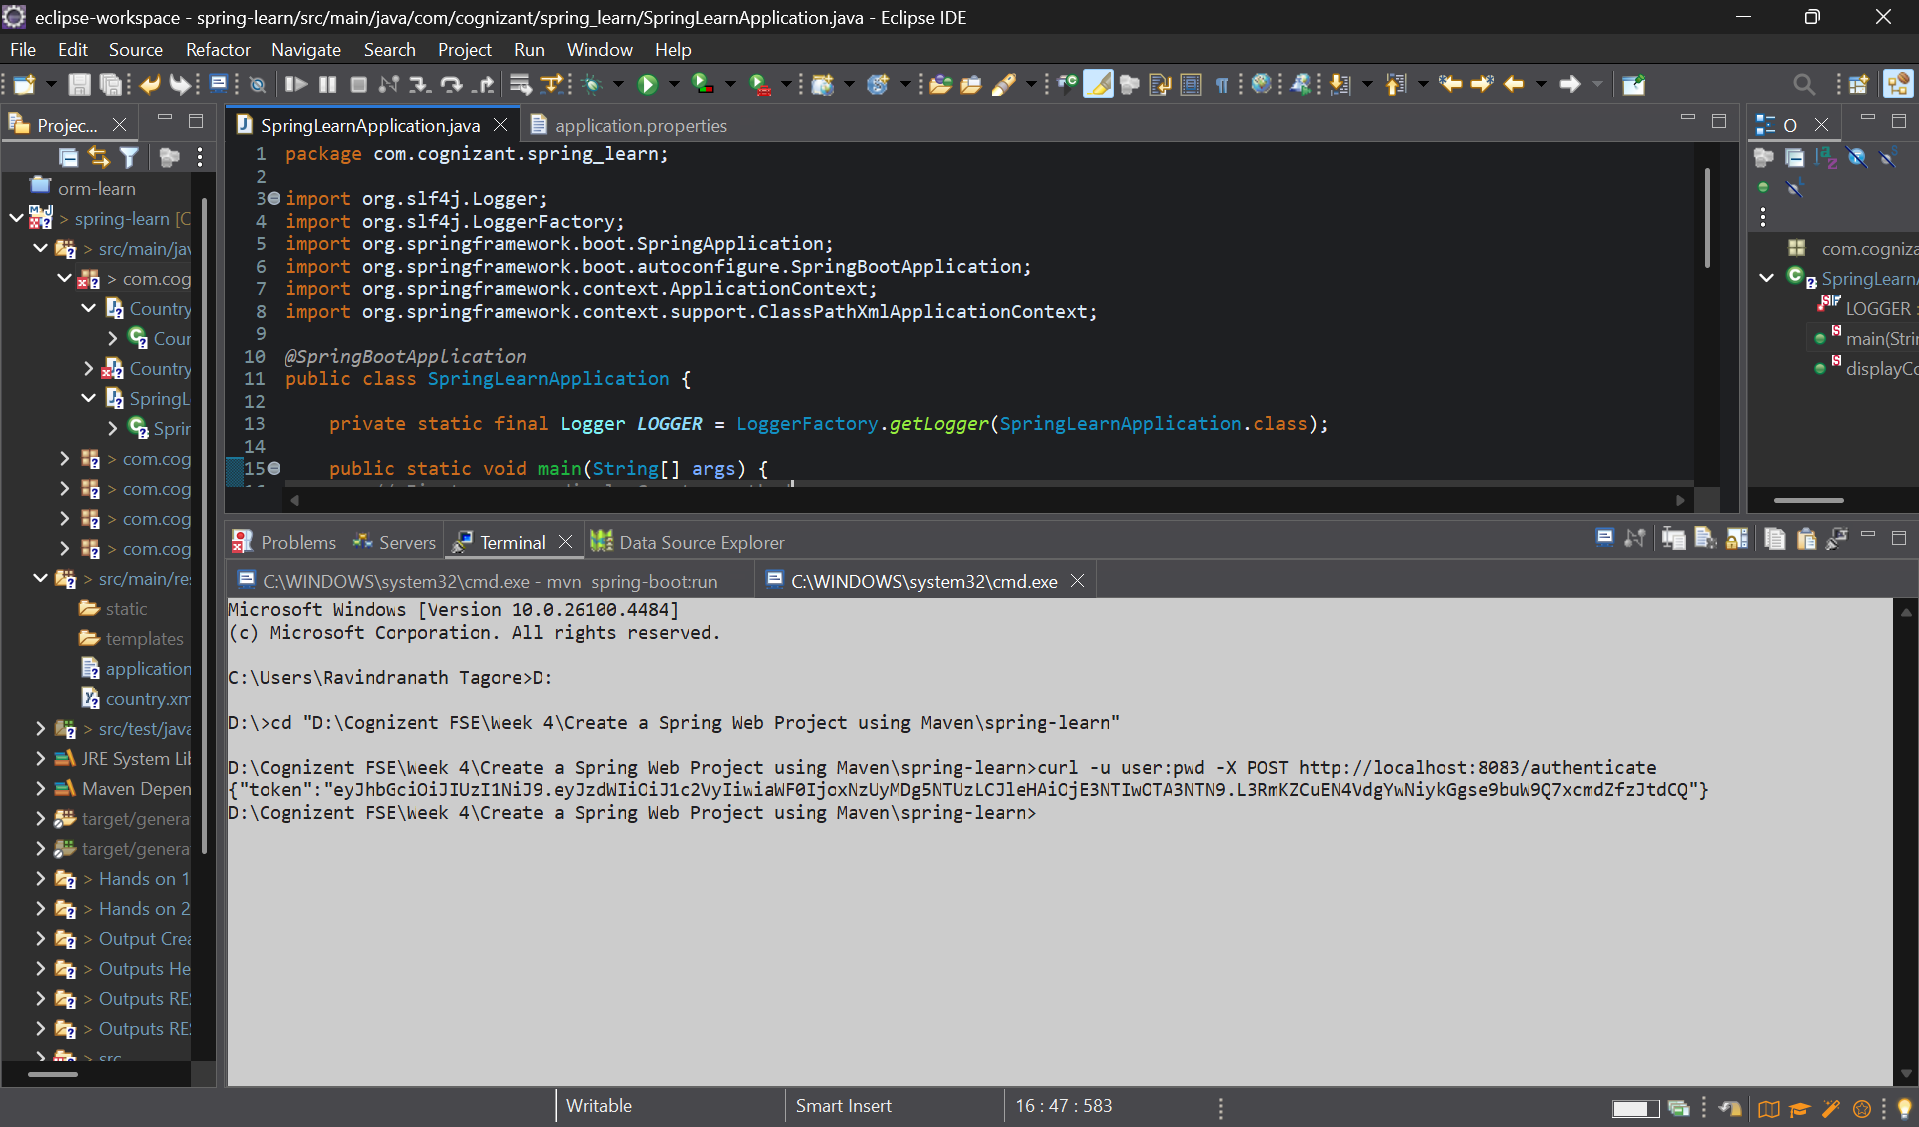 eclipse-workspace - spring-learn/src/main/java/com/cognizant/spring_learn/SpringLearnApplication.java - Eclipse IDE
File Edit Source Refactor Navigate Search Project Run Window Help
Projec...
orm-learn
> spring-learn [C
> src/main/jav
> com.cog
Country
Cour
Country
SpringL
Sprir
> com.cog
> com.cog
> com.cog
> com.cog
> src/main/re
static
templates
application
country.xm
> src/test/java
JRE System Lib
Maven Depen
target/genera
target/genera
> Hands on 1
> Hands on 2
> Output Crea
> Outputs He
> Outputs RE
> Outputs RE
> src
SpringLearnApplication.java application.properties
1 package com.cognizant.spring_learn;
2
3 import org.slf4j.Logger;
4 import org.slf4j.LoggerFactory;
5 import org.springframework.boot.SpringApplication;
6 import org.springframework.boot.autoconfigure.SpringBootApplication;
7 import org.springframework.context.ApplicationContext;
8 import org.springframework.context.support.ClassPathXmlApplicationContext;
9
10 @SpringBootApplication
11 public class SpringLearnApplication {
12
13 private static final Logger LOGGER = LoggerFactory.getLogger(SpringLearnApplication.class);
14
15 public static void main(String[] args) {
O
com.cogniza
SpringLearn
LOGGER :
main(Strin
displayCo
Problems Servers Terminal Data Source Explorer
C:\WINDOWS\system32\cmd.exe - mvn spring-boot:run C:\WINDOWS\system32\cmd.exe
Microsoft Windows [Version 10.0.26100.4484]
(c) Microsoft Corporation. All rights reserved.
C:\Users\Ravindranath Tagore>D:
D:\>cd "D:\Cognizent FSE\Week 4\Create a Spring Web Project using Maven\spring-learn"
D:\Cognizent FSE\Week 4\Create a Spring Web Project using Maven\spring-learn>curl -u user:pwd -X POST http://localhost:8083/authenticate
{"token":"eyJhbGciOiJIUzI1NiJ9.eyJzdWIiOiJ1c2VyIiwiaWF0IjoxNzUyMDg5NTUzLCJleHAiOjE3NTIwOTA3NTN9.L3RmKZCuEN4VdgYwNiykGgse9buW9Q7xcmdZfzJtdCQ"}
D:\Cognizent FSE\Week 4\Create a Spring Web Project using Maven\spring-learn>
Writable Smart Insert 16 : 47 : 583